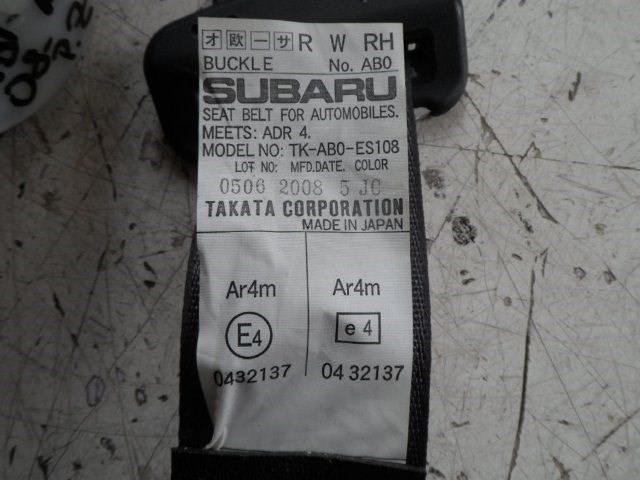 オ 欧 一 サ R W RH
BUCKLE No. AB0
SUBARU
SEAT BELT FOR AUTOMOBILES.
MEETS: ADR 4.
MODEL NO: TK-AB0-ES108
LOT NO: MFD.DATE. COLOR
0506 2008 5 JC
TAKATA CORPORATION
MADE IN JAPAN
Ar4m Ar4m
E4 e 4
0432137 04 32137